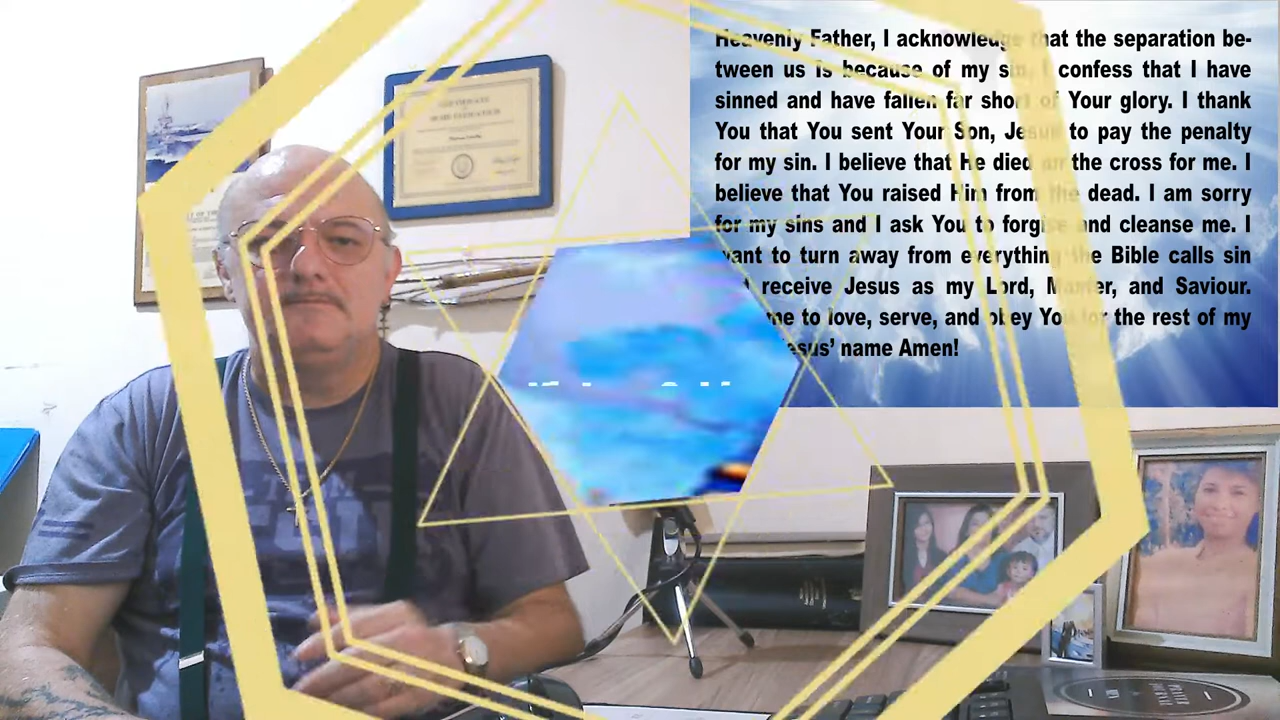 Heavenly Father, I acknowledge that the separation be-
tween us is because of my sin. I confess that I have
sinned and have fallen far short of Your glory. I thank
You that You sent Your Son, Jesus to pay the penalty
for my sin. I believe that He died on the cross for me. I
believe that You raised Him from the dead. I am sorry
for my sins and I ask You to forgive and cleanse me. I
want to turn away from everything the Bible calls sin
receive Jesus as my Lord, Master, and Saviour.
me to love, serve, and obey You for the rest of my
Jesus' name Amen!